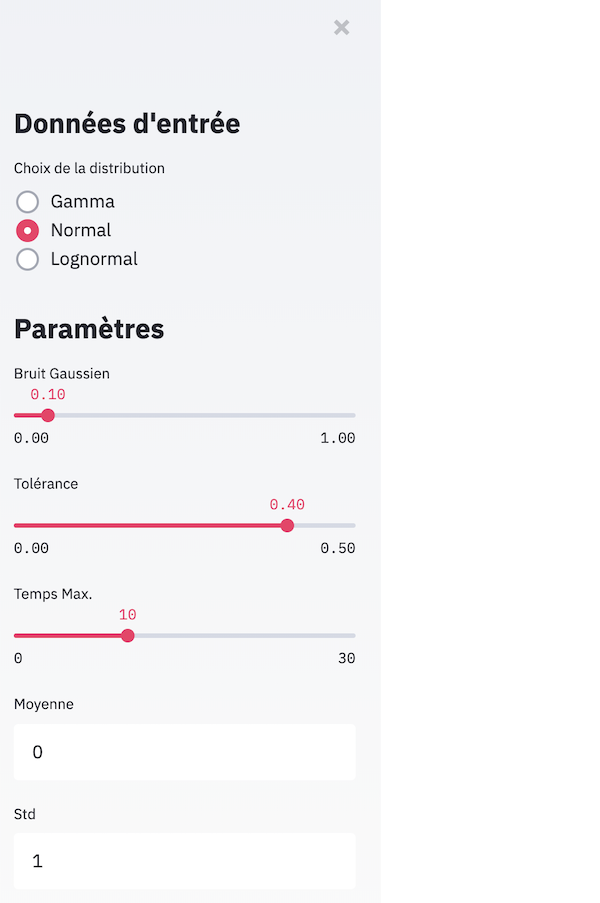 Données d'entrée
Choix de la distribution
Gamma
Normal
Lognormal
Paramètres
Bruit Gaussien
0.10
0.00 1.00
Tolérance
0.40
0.00 0.50
Temps Max.
10
0 30
Moyenne
0
Std
1